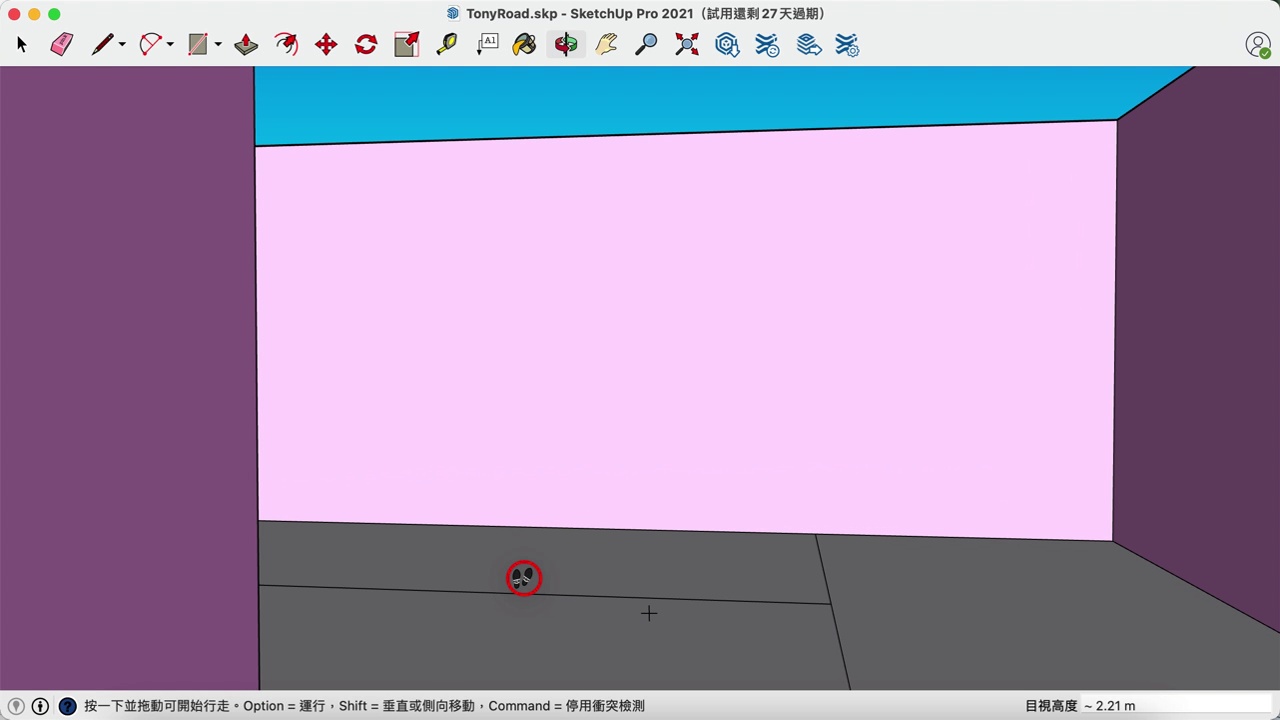 TonyRoad.skp - SketchUp Pro 2021（試用還剩 27 天過期）
A1
按一下並拖動可開始行走。Option = 運行，Shift = 垂直或側向移動，Command = 停用衝突檢測
目視高度 ~ 2.21 m